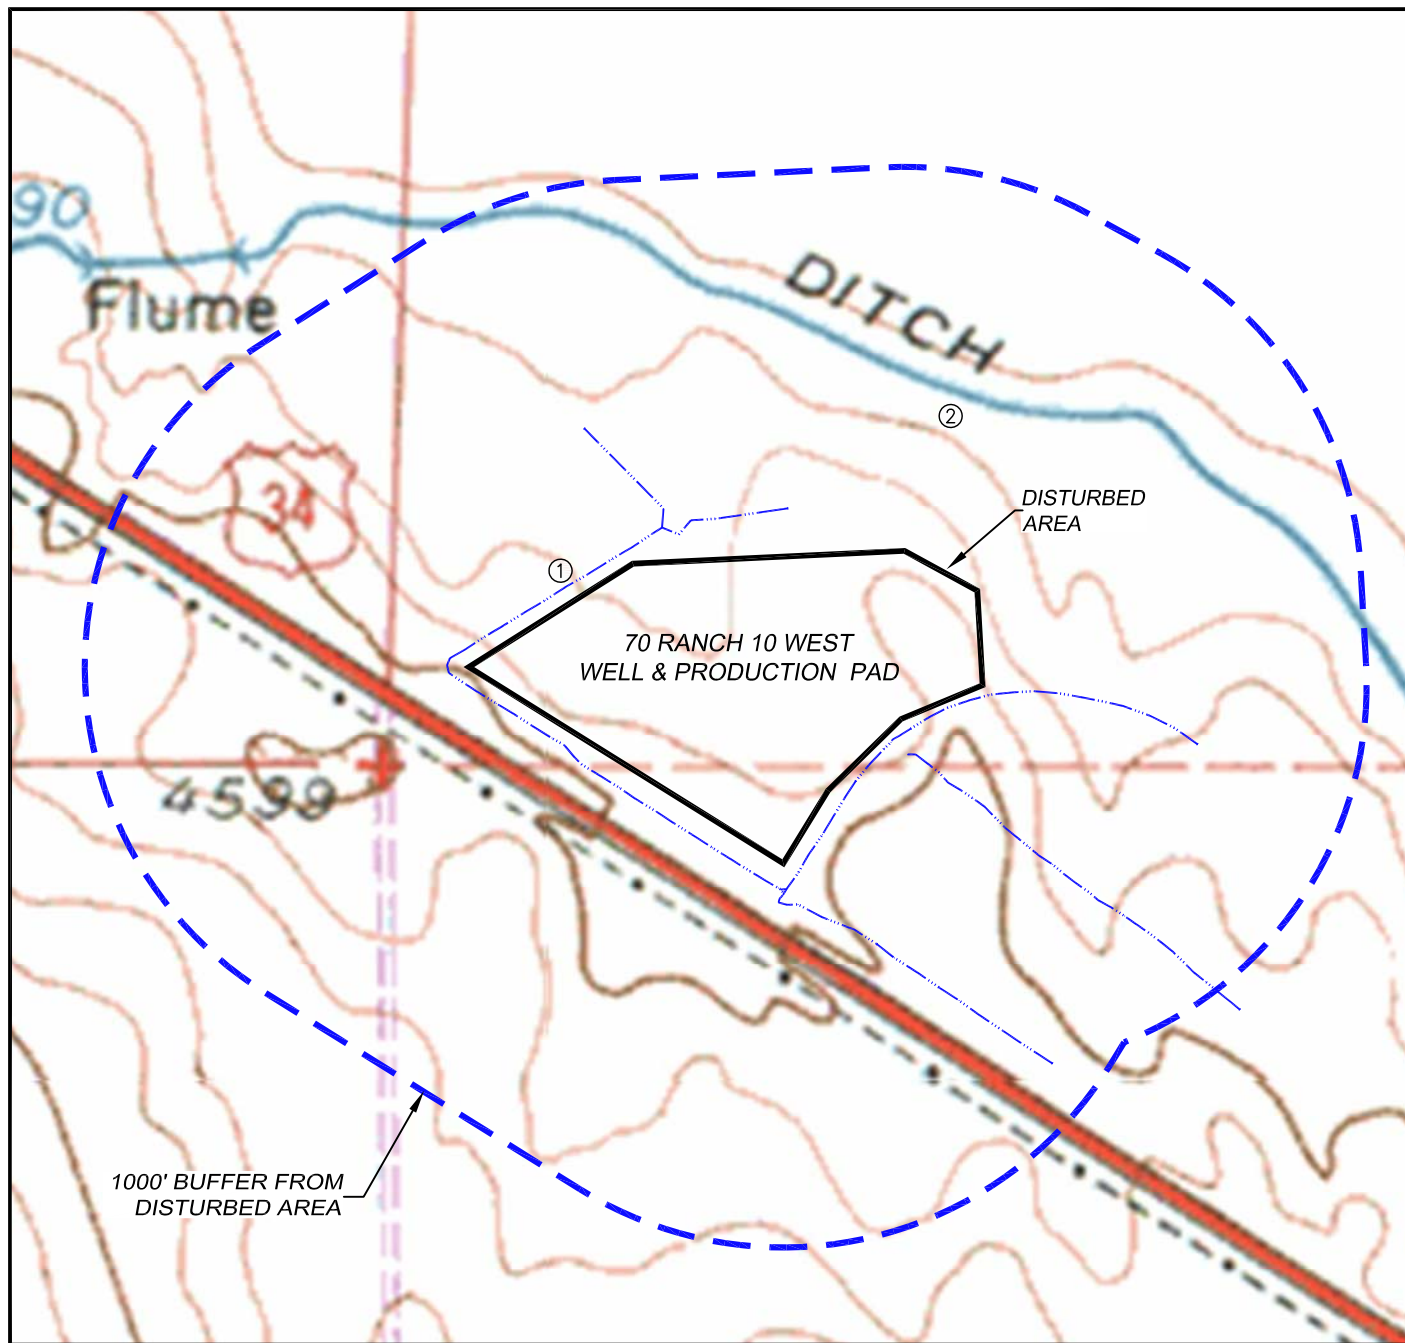 90
Flume
DITCH
②
34
DISTURBED
AREA
①
70 RANCH 10 WEST
WELL & PRODUCTION PAD
4599
1000' BUFFER FROM
DISTURBED AREA